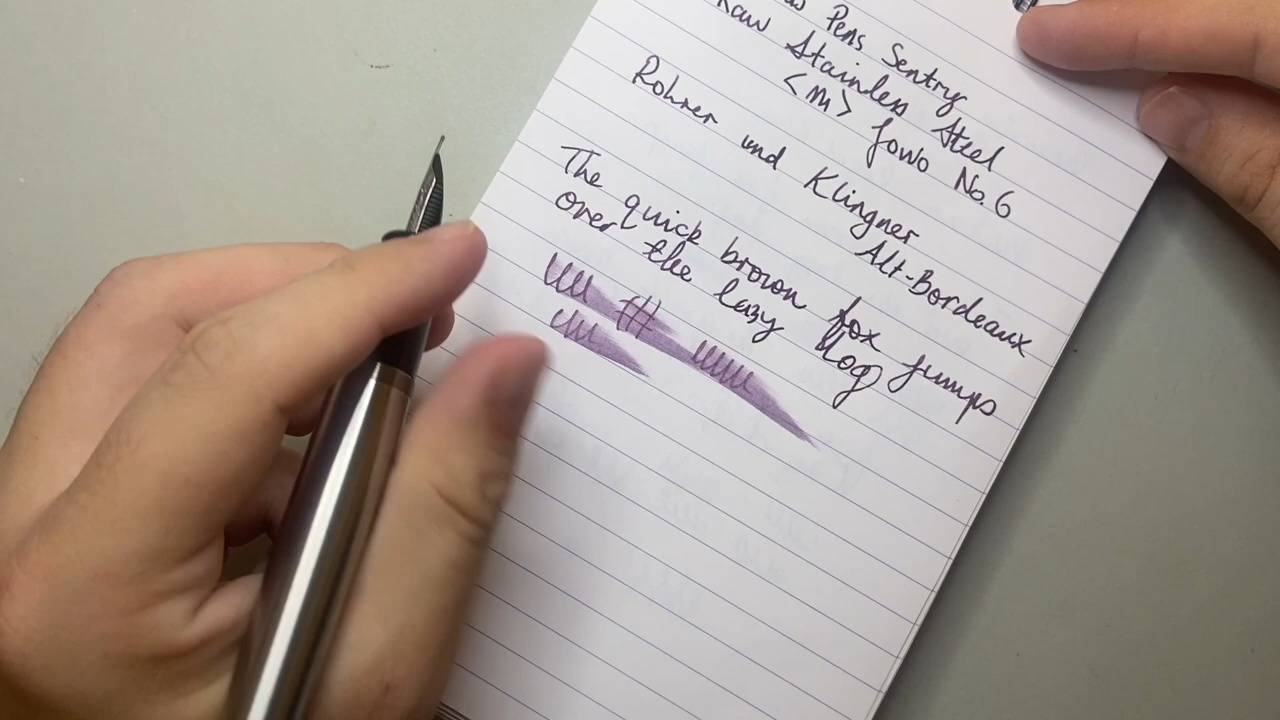 Pens Sentry
Raw Stainless Steel
<M> Jowo No.6
Rohrer und Klingner
Alt-Bordeaux
The quick brown fox jumps
over the lazy dog